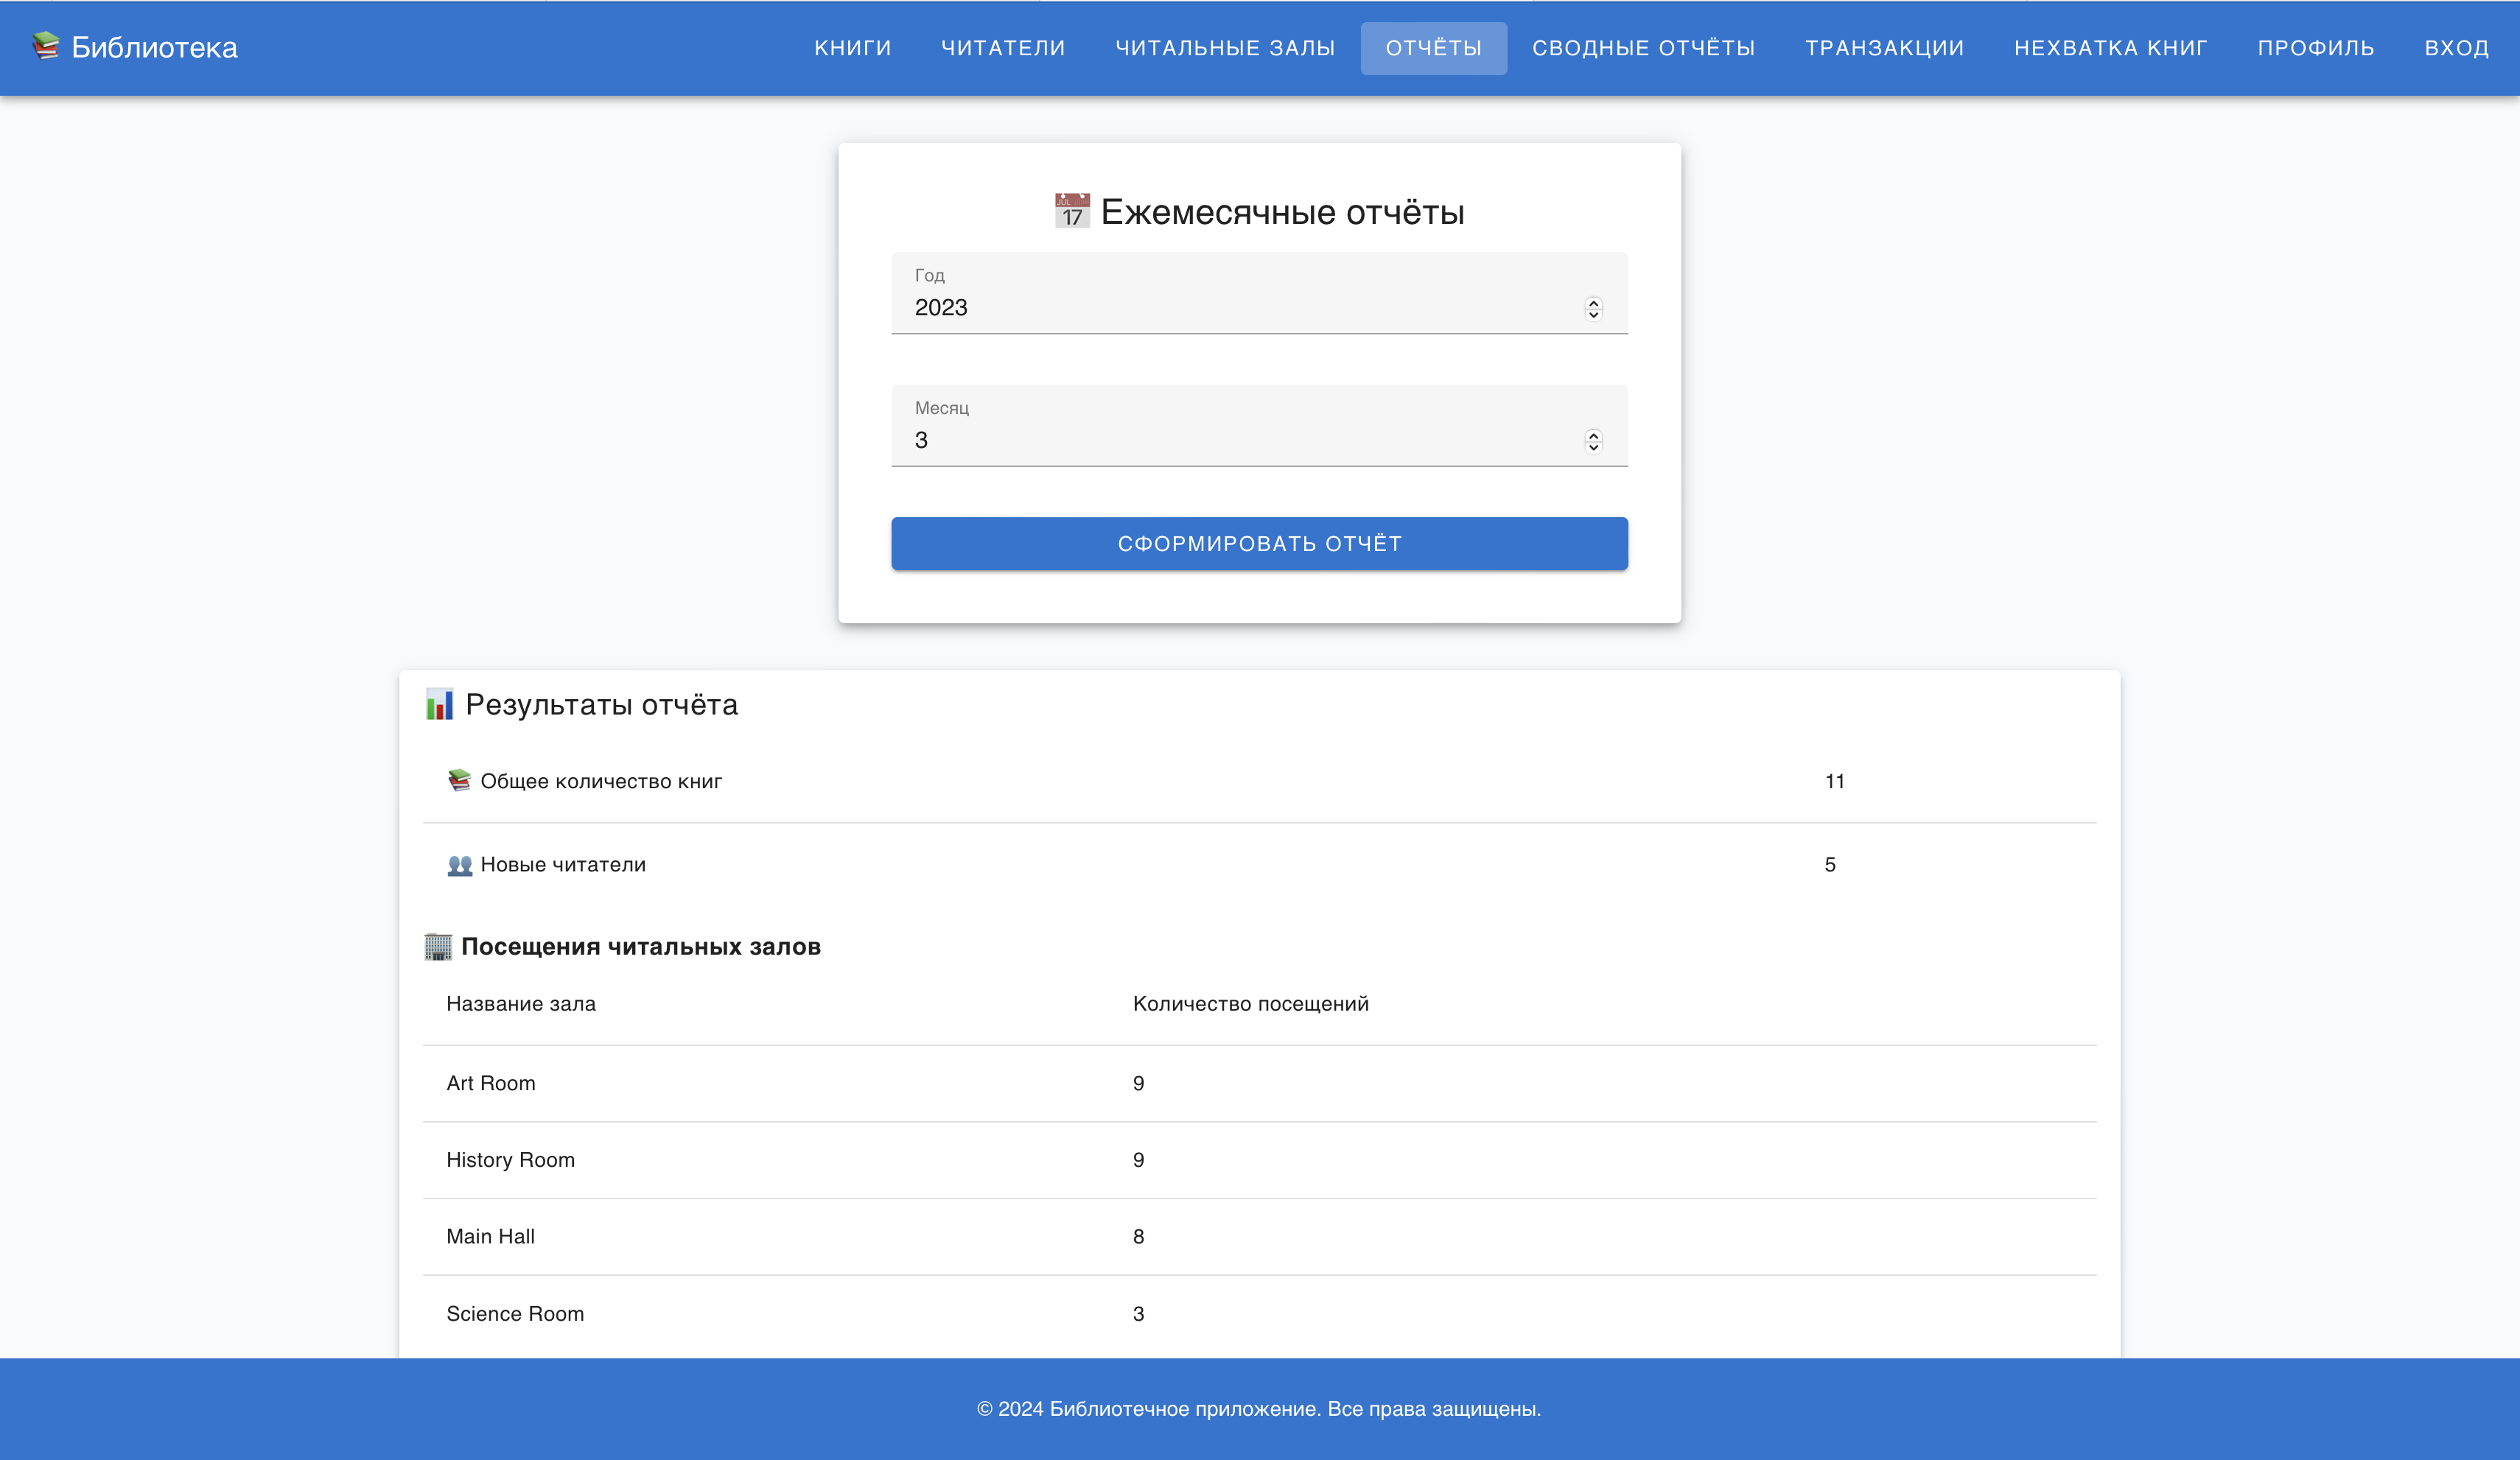 Библиотека
КНИГИ ЧИТАТЕЛИ ЧИТАЛЬНЫЕ ЗАЛЫ ОТЧЁТЫ СВОДНЫЕ ОТЧЁТЫ ТРАНЗАКЦИИ НЕХВАТКА КНИГ ПРОФИЛЬ ВХОД
JUL
17
Ежемесячные отчёты
Год
2023
Месяц
3
СФОРМИРОВАТЬ ОТЧЁТ
Результаты отчёта
Общее количество книг 11
Новые читатели 5
Посещения читальных залов
Название зала Количество посещений
Art Room 9
History Room 9
Main Hall 8
Science Room 3
© 2024 Библиотечное приложение. Все права защищены.